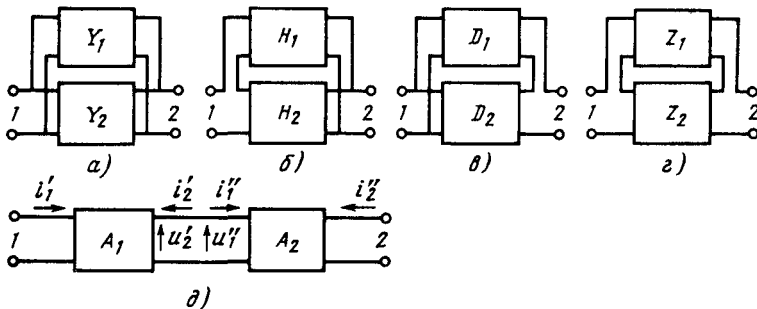 Y₁ H₁ D₁ Z₁
1 Y₂ 2 1 H₂ 2 1 D₂ 2 1 Z₂ 2
а) б) в) г)
i₁′ i₂′ i₁″ i₂″
1 A₁ u₂′ u₁″ A₂ 2
д)